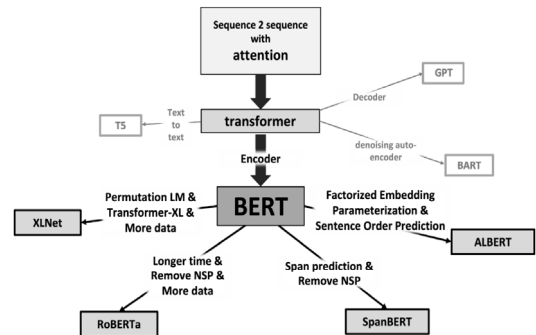 Sequence 2 sequence
with
attention
GPT
Decoder
Text
to
text
T5
transformer
denoising auto-
encoder
BART
Encoder
BERT
Permutation LM &
Transformer-XL &
More data
XLNet
Factorized Embedding
Parameterization &
Sentence Order Prediction
ALBERT
Longer time &
Remove NSP &
More data
RoBERTa
Span prediction &
Remove NSP
SpanBERT